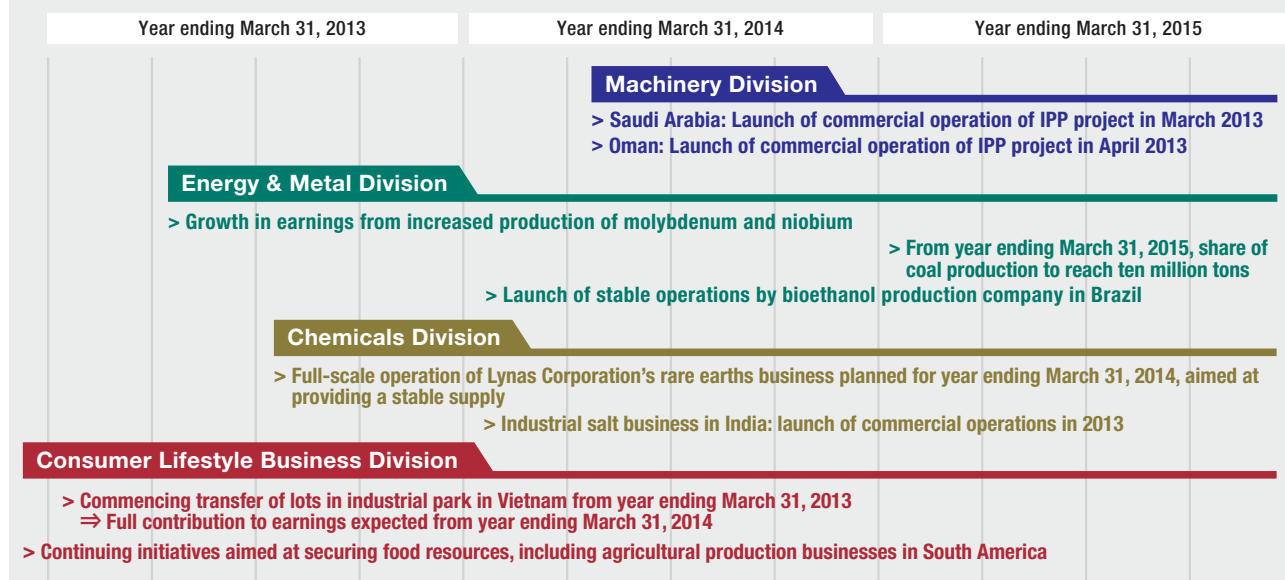 Year ending March 31, 2013
Year ending March 31, 2014
Year ending March 31, 2015
Machinery Division
> Saudi Arabia: Launch of commercial operation of IPP project in March 2013
> Oman: Launch of commercial operation of IPP project in April 2013
Energy & Metal Division
> Growth in earnings from increased production of molybdenum and niobium
> From year ending March 31, 2015, share of
coal production to reach ten million tons
> Launch of stable operations by bioethanol production company in Brazil
Chemicals Division
> Full-scale operation of Lynas Corporation’s rare earths business planned for year ending March 31, 2014, aimed at
providing a stable supply
> Industrial salt business in India: launch of commercial operations in 2013
Consumer Lifestyle Business Division
> Commencing transfer of lots in industrial park in Vietnam from year ending March 31, 2013
⇒ Full contribution to earnings expected from year ending March 31, 2014
> Continuing initiatives aimed at securing food resources, including agricultural production businesses in South America